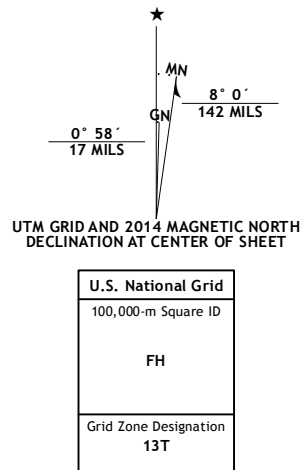 MN
GN
8° 0´
142 MILS
0° 58´
17 MILS
UTM GRID AND 2014 MAGNETIC NORTH
DECLINATION AT CENTER OF SHEET
U.S. National Grid
100,000-m Square ID
FH
Grid Zone Designation
13T